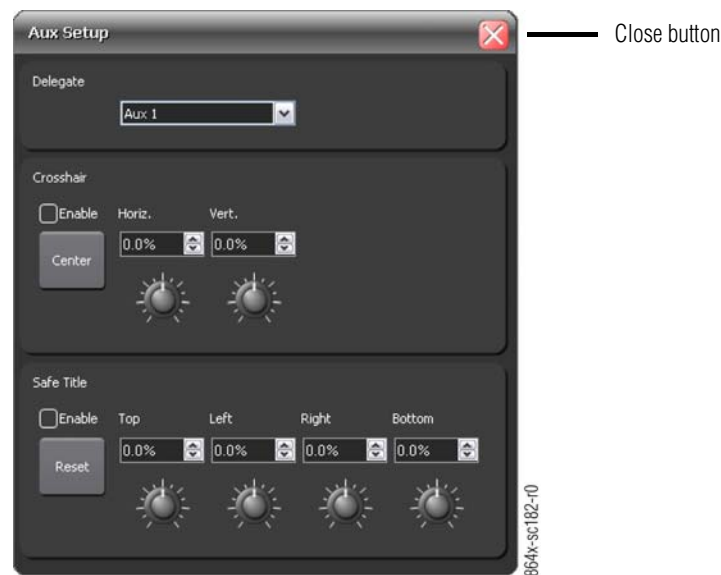 Aux Setup
Close button
Delegate
Aux 1
Crosshair
Enable Horiz. Vert.
Center 0.0% 0.0%
Safe Title
Enable Top Left Right Bottom
Reset 0.0% 0.0% 0.0% 0.0%
864x-sc182-r0